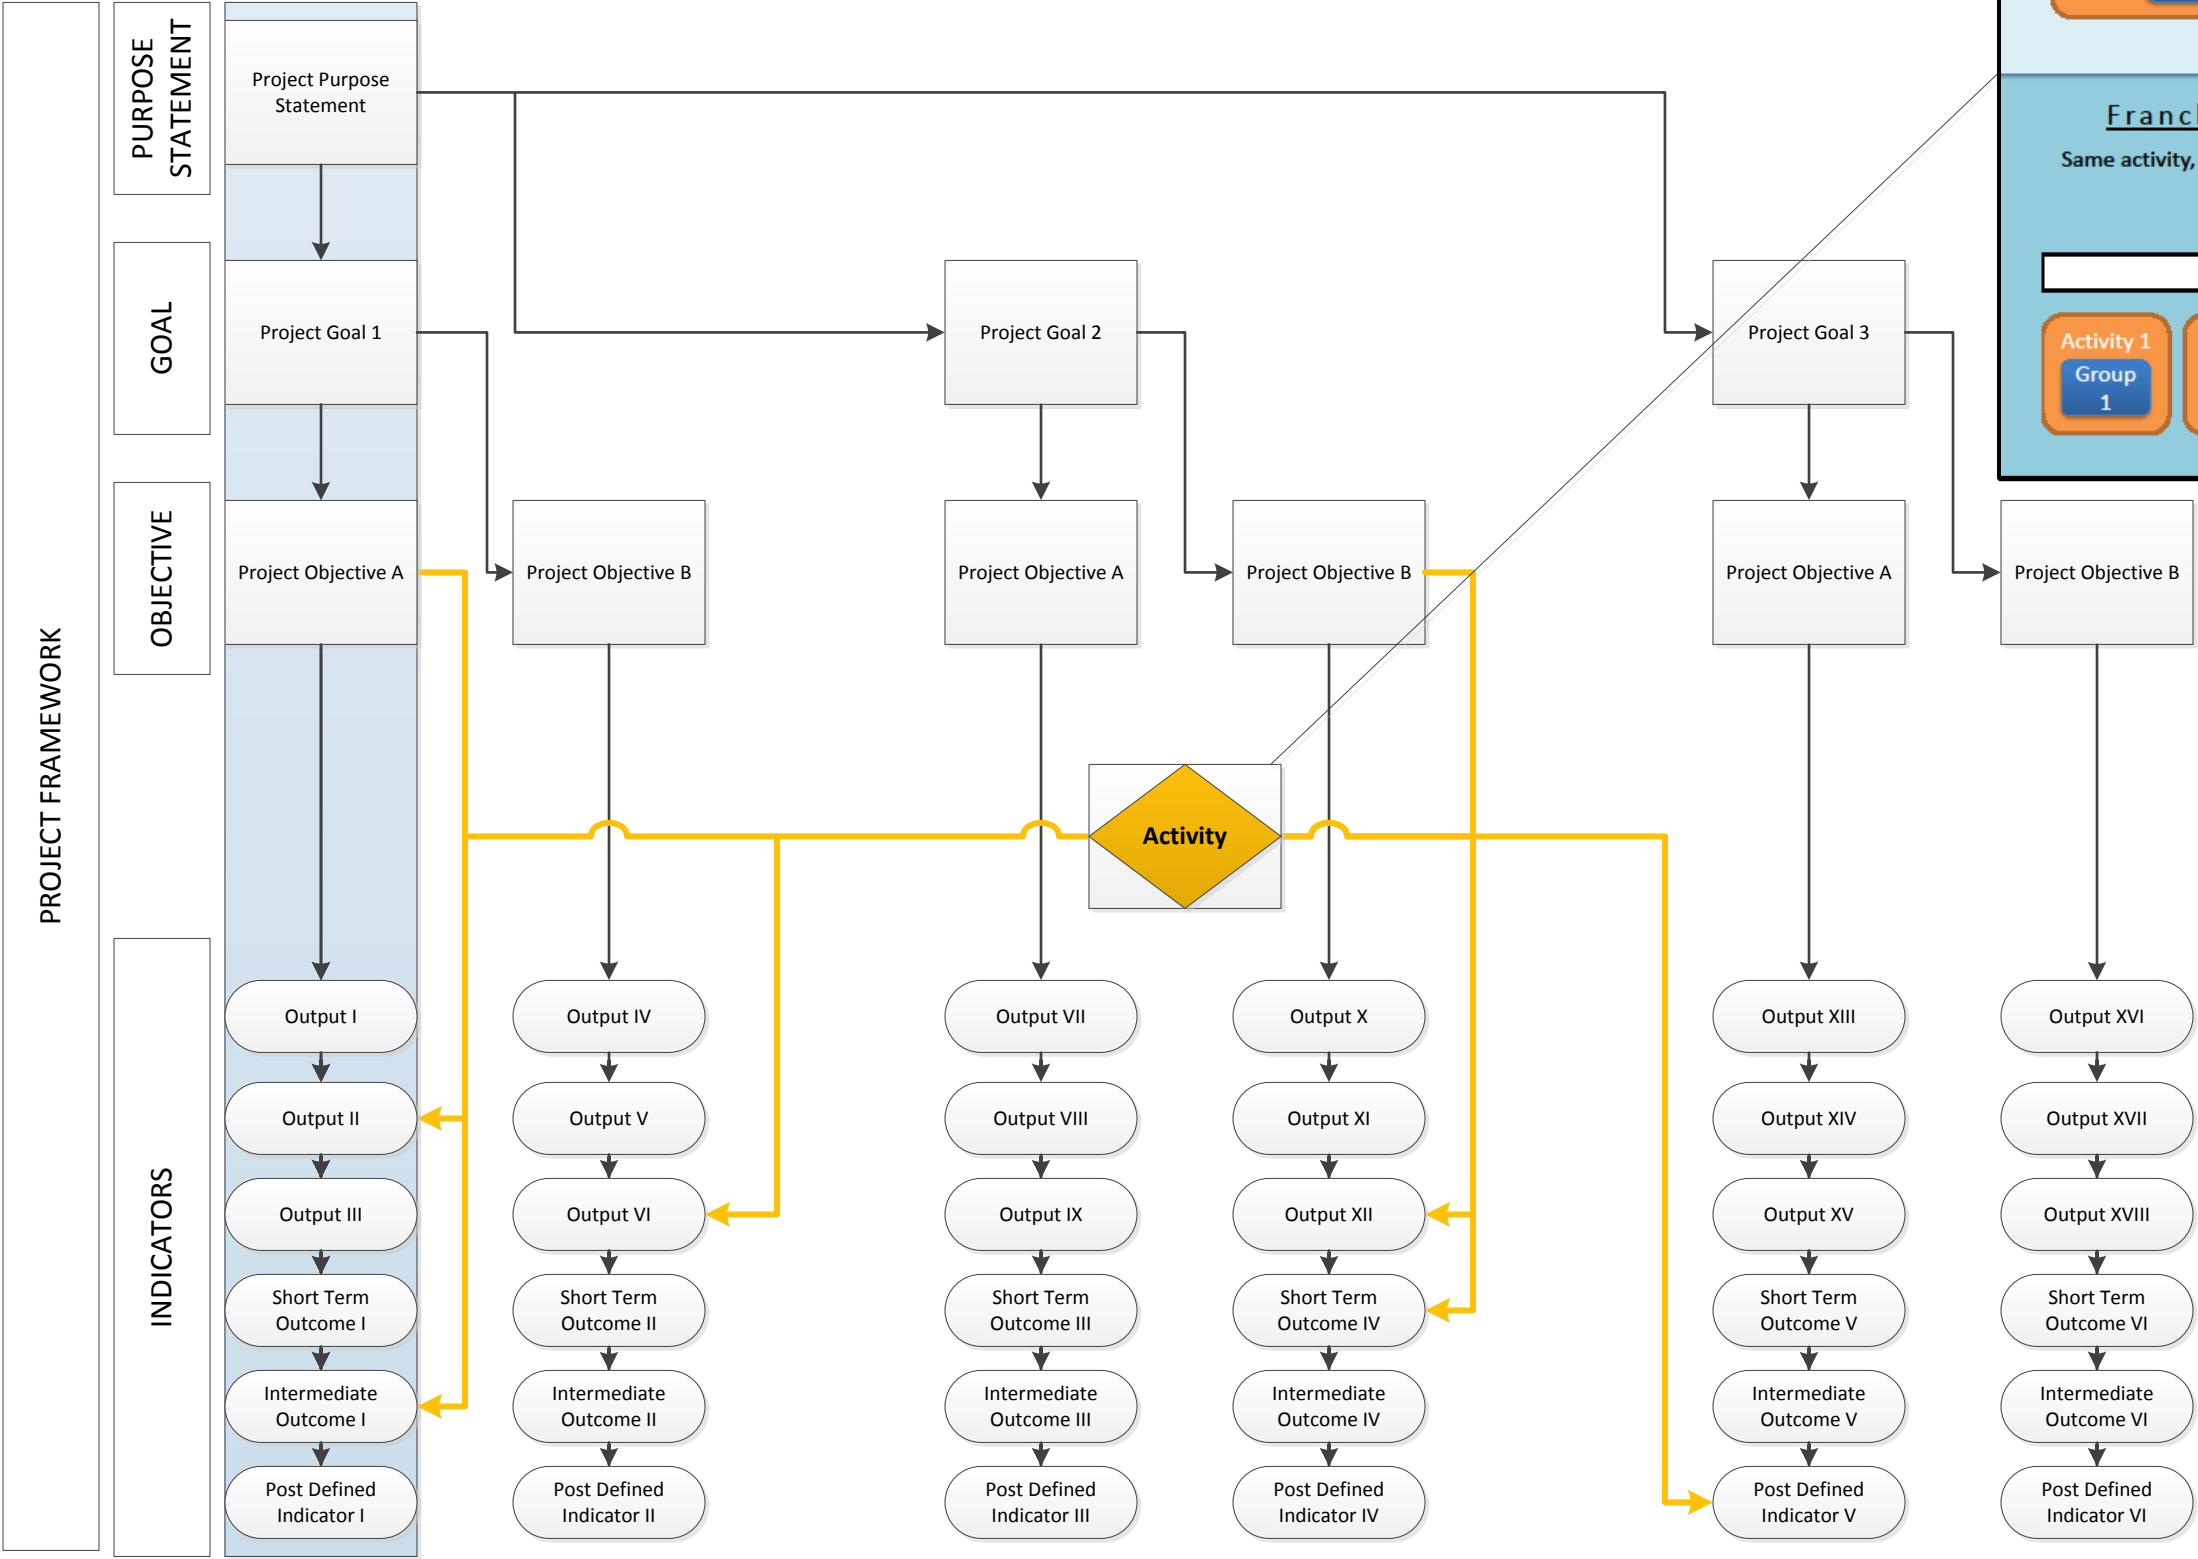 PROJECT FRAMEWORK
PURPOSE
STATEMENT
GOAL
OBJECTIVE
INDICATORS
Project Purpose
Statement
Project Goal 1
Project Goal 2
Project Goal 3
Project Objective A
Project Objective B
Project Objective A
Project Objective B
Project Objective A
Project Objective B
Activity
Output I
Output IV
Output VII
Output X
Output XIII
Output XVI
Output II
Output V
Output VIII
Output XI
Output XIV
Output XVII
Output III
Output VI
Output IX
Output XII
Output XV
Output XVIII
Short Term
Outcome I
Short Term
Outcome II
Short Term
Outcome III
Short Term
Outcome IV
Short Term
Outcome V
Short Term
Outcome VI
Intermediate
Outcome I
Intermediate
Outcome II
Intermediate
Outcome III
Intermediate
Outcome IV
Intermediate
Outcome V
Intermediate
Outcome VI
Post Defined
Indicator I
Post Defined
Indicator II
Post Defined
Indicator III
Post Defined
Indicator IV
Post Defined
Indicator V
Post Defined
Indicator VI
Same activity,
Activity 1
Group
1